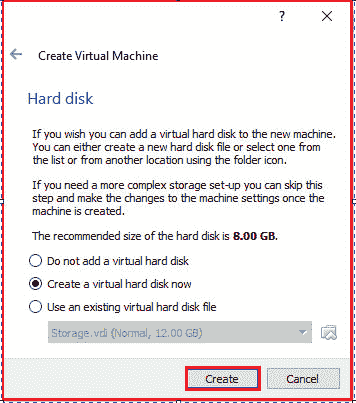 ?
Create Virtual Machine
Hard disk
If you wish you can add a virtual hard disk to the new machine.
You can either create a new hard disk file or select one from
the list or from another location using the folder icon.
If you need a more complex storage set-up you can skip this
step and make the changes to the machine settings once the
machine is created.
The recommended size of the hard disk is 8.00 GB.
Do not add a virtual hard disk
Create a virtual hard disk now
Use an existing virtual hard disk file
Storage.vdi (Normal, 12.00 GB)
Create Cancel